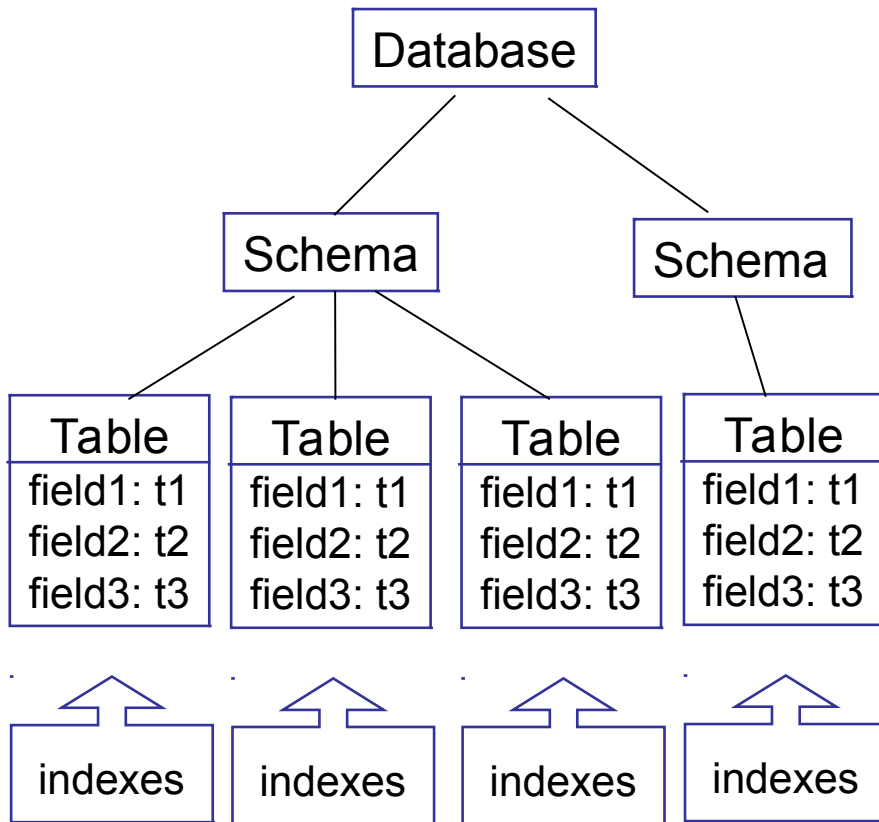 Database
Schema
Schema
Table
field1: t1
field2: t2
field3: t3
Table
field1: t1
field2: t2
field3: t3
Table
field1: t1
field2: t2
field3: t3
Table
field1: t1
field2: t2
field3: t3
indexes
indexes
indexes
indexes